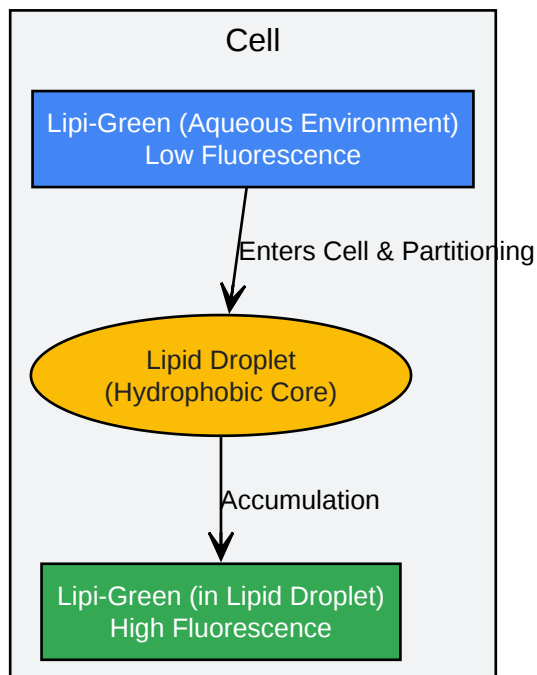 Cell
Lipi-Green (Aqueous Environment)
Low Fluorescence
Enters Cell & Partitioning
Lipid Droplet
(Hydrophobic Core)
Accumulation
Lipi-Green (in Lipid Droplet)
High Fluorescence